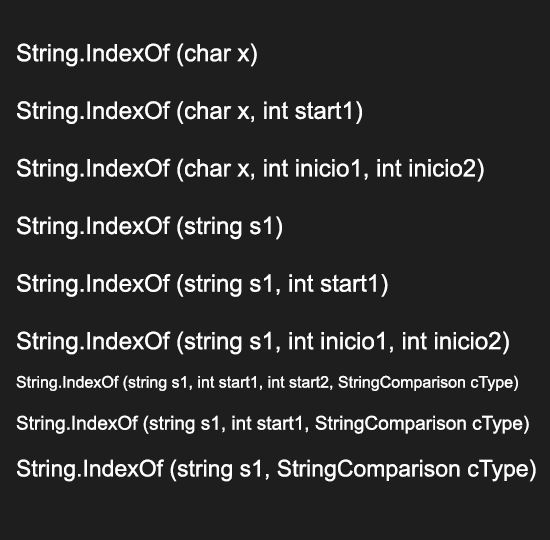 String.IndexOf (char x)
String.IndexOf (char x, int start1)
String.IndexOf (char x, int inicio1, int inicio2)
String.IndexOf (string s1)
String.IndexOf (string s1, int start1)
String.IndexOf (string s1, int inicio1, int inicio2)
String.IndexOf (string s1, int start1, int start2, StringComparison cType)
String.IndexOf (string s1, int start1, StringComparison cType)
String.IndexOf (string s1, StringComparison cType)